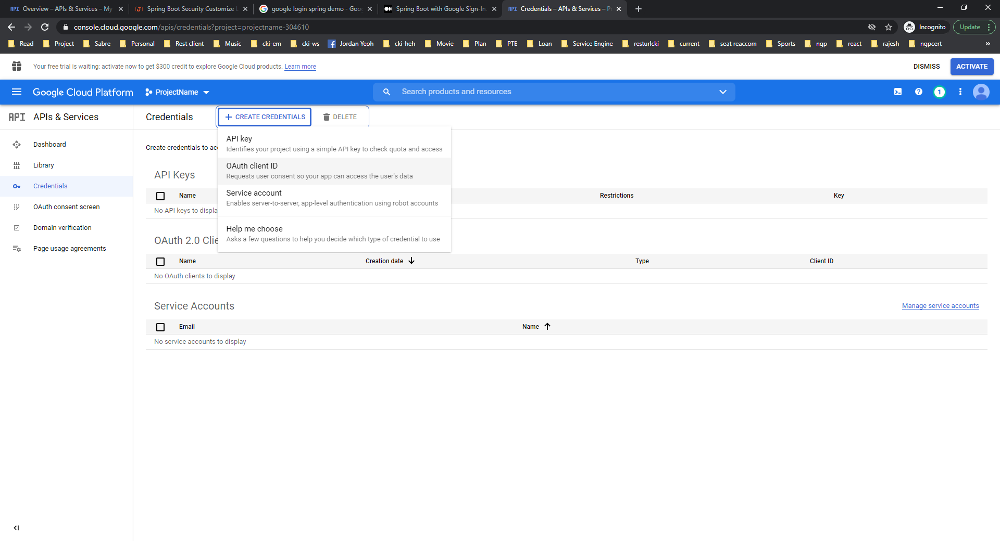 API Overview – APIs & Services – My
{J} Spring Boot Security Customize L
google login spring demo - Goog
Spring Boot with Google Sign-In,
API Credentials – APIs & Services – P
console.cloud.google.com/apis/credentials?project=projectname-304610
Incognito
Update
Read
Project
Sabre
Personal
Rest client
Music
cki-em
cki-ws
Jordan Yeoh
cki-heh
Movie
Plan
PTE
Loan
Service Engine
resturlcki
current
seat reaccom
Sports
ngp
react
rajesh
ngpcert
»
Your free trial is waiting: activate now to get $300 credit to explore Google Cloud products. Learn more
DISMISS
ACTIVATE
Google Cloud Platform
ProjectName
Search products and resources
1
API APIs & Services
Dashboard
Library
Credentials
OAuth consent screen
Domain verification
Page usage agreements
Credentials
+ CREATE CREDENTIALS
DELETE
Create credentials to acc
API key
Identifies your project using a simple API key to check quota and access
OAuth client ID
Requests user consent so your app can access the user's data
Service account
Enables server-to-server, app-level authentication using robot accounts
Help me choose
Asks a few questions to help you decide which type of credential to use
API Keys
Name
Restrictions
Key
No API keys to displa
OAuth 2.0 Clie
Name
Creation date
Type
Client ID
No OAuth clients to display
Service Accounts
Manage service accounts
Email
Name
No service accounts to display